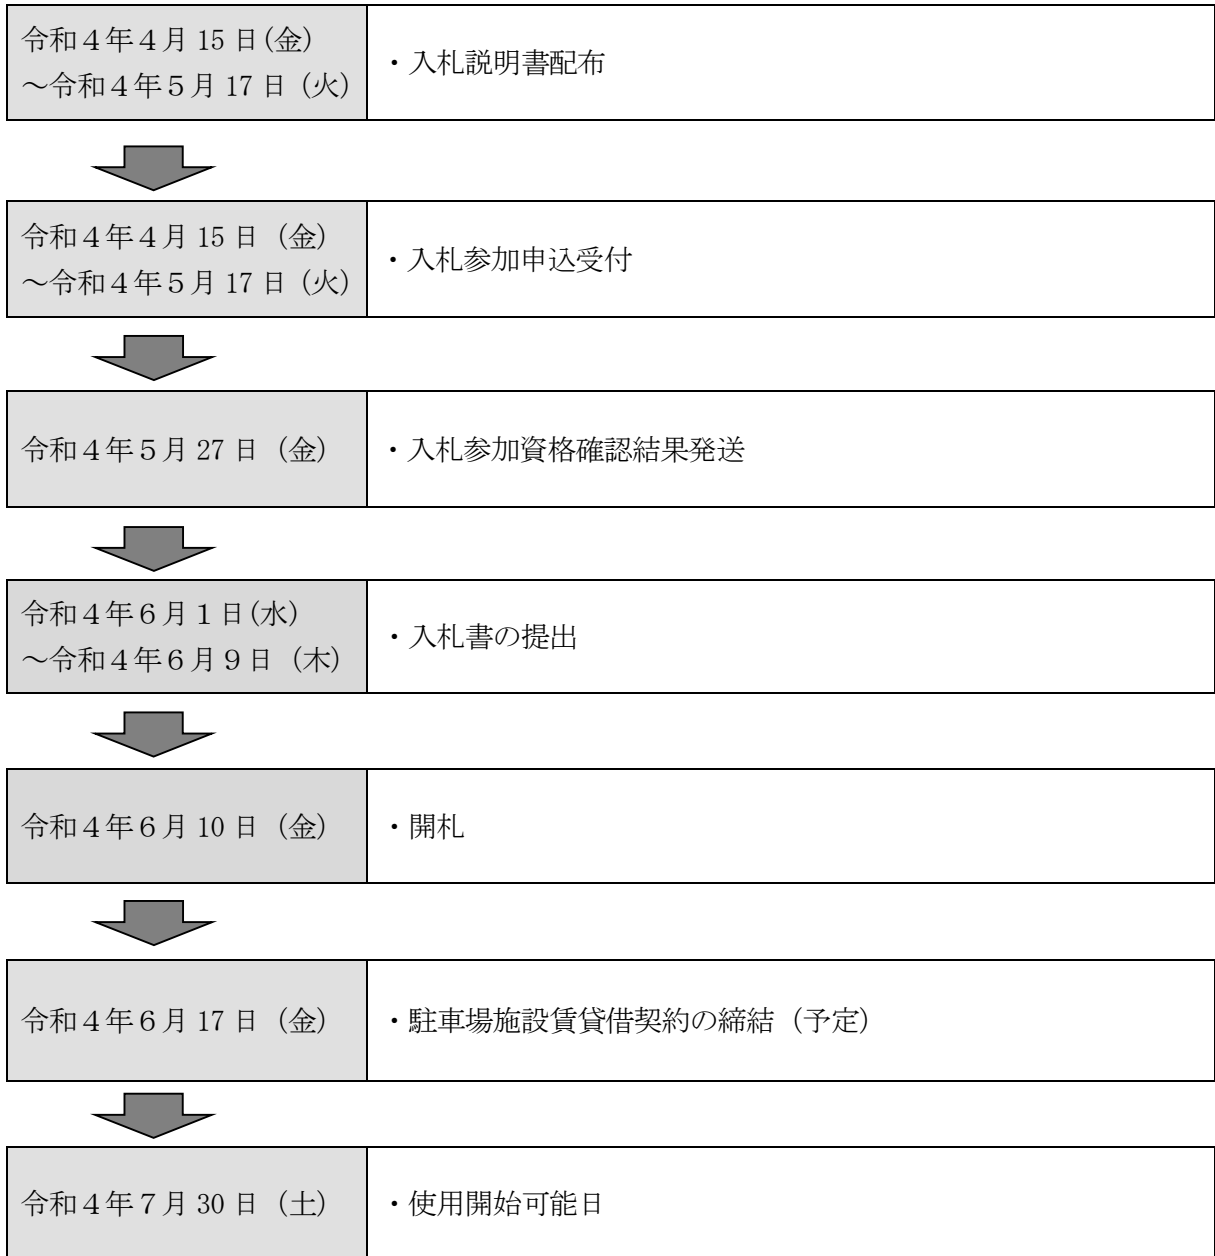 令和４年４月 15 日(金)
～令和４年５月 17 日（火）
・入札説明書配布
令和４年４月 15 日（金）
～令和４年５月 17 日（火）
・入札参加申込受付
令和４年５月 27 日（金）
・入札参加資格確認結果発送
令和４年６月１日(水)
～令和４年６月９日（木）
・入札書の提出
令和４年６月 10 日（金）
・開札
令和４年６月 17 日（金）
・駐車場施設賃貸借契約の締結（予定）
令和４年７月 30 日（土）
・使用開始可能日